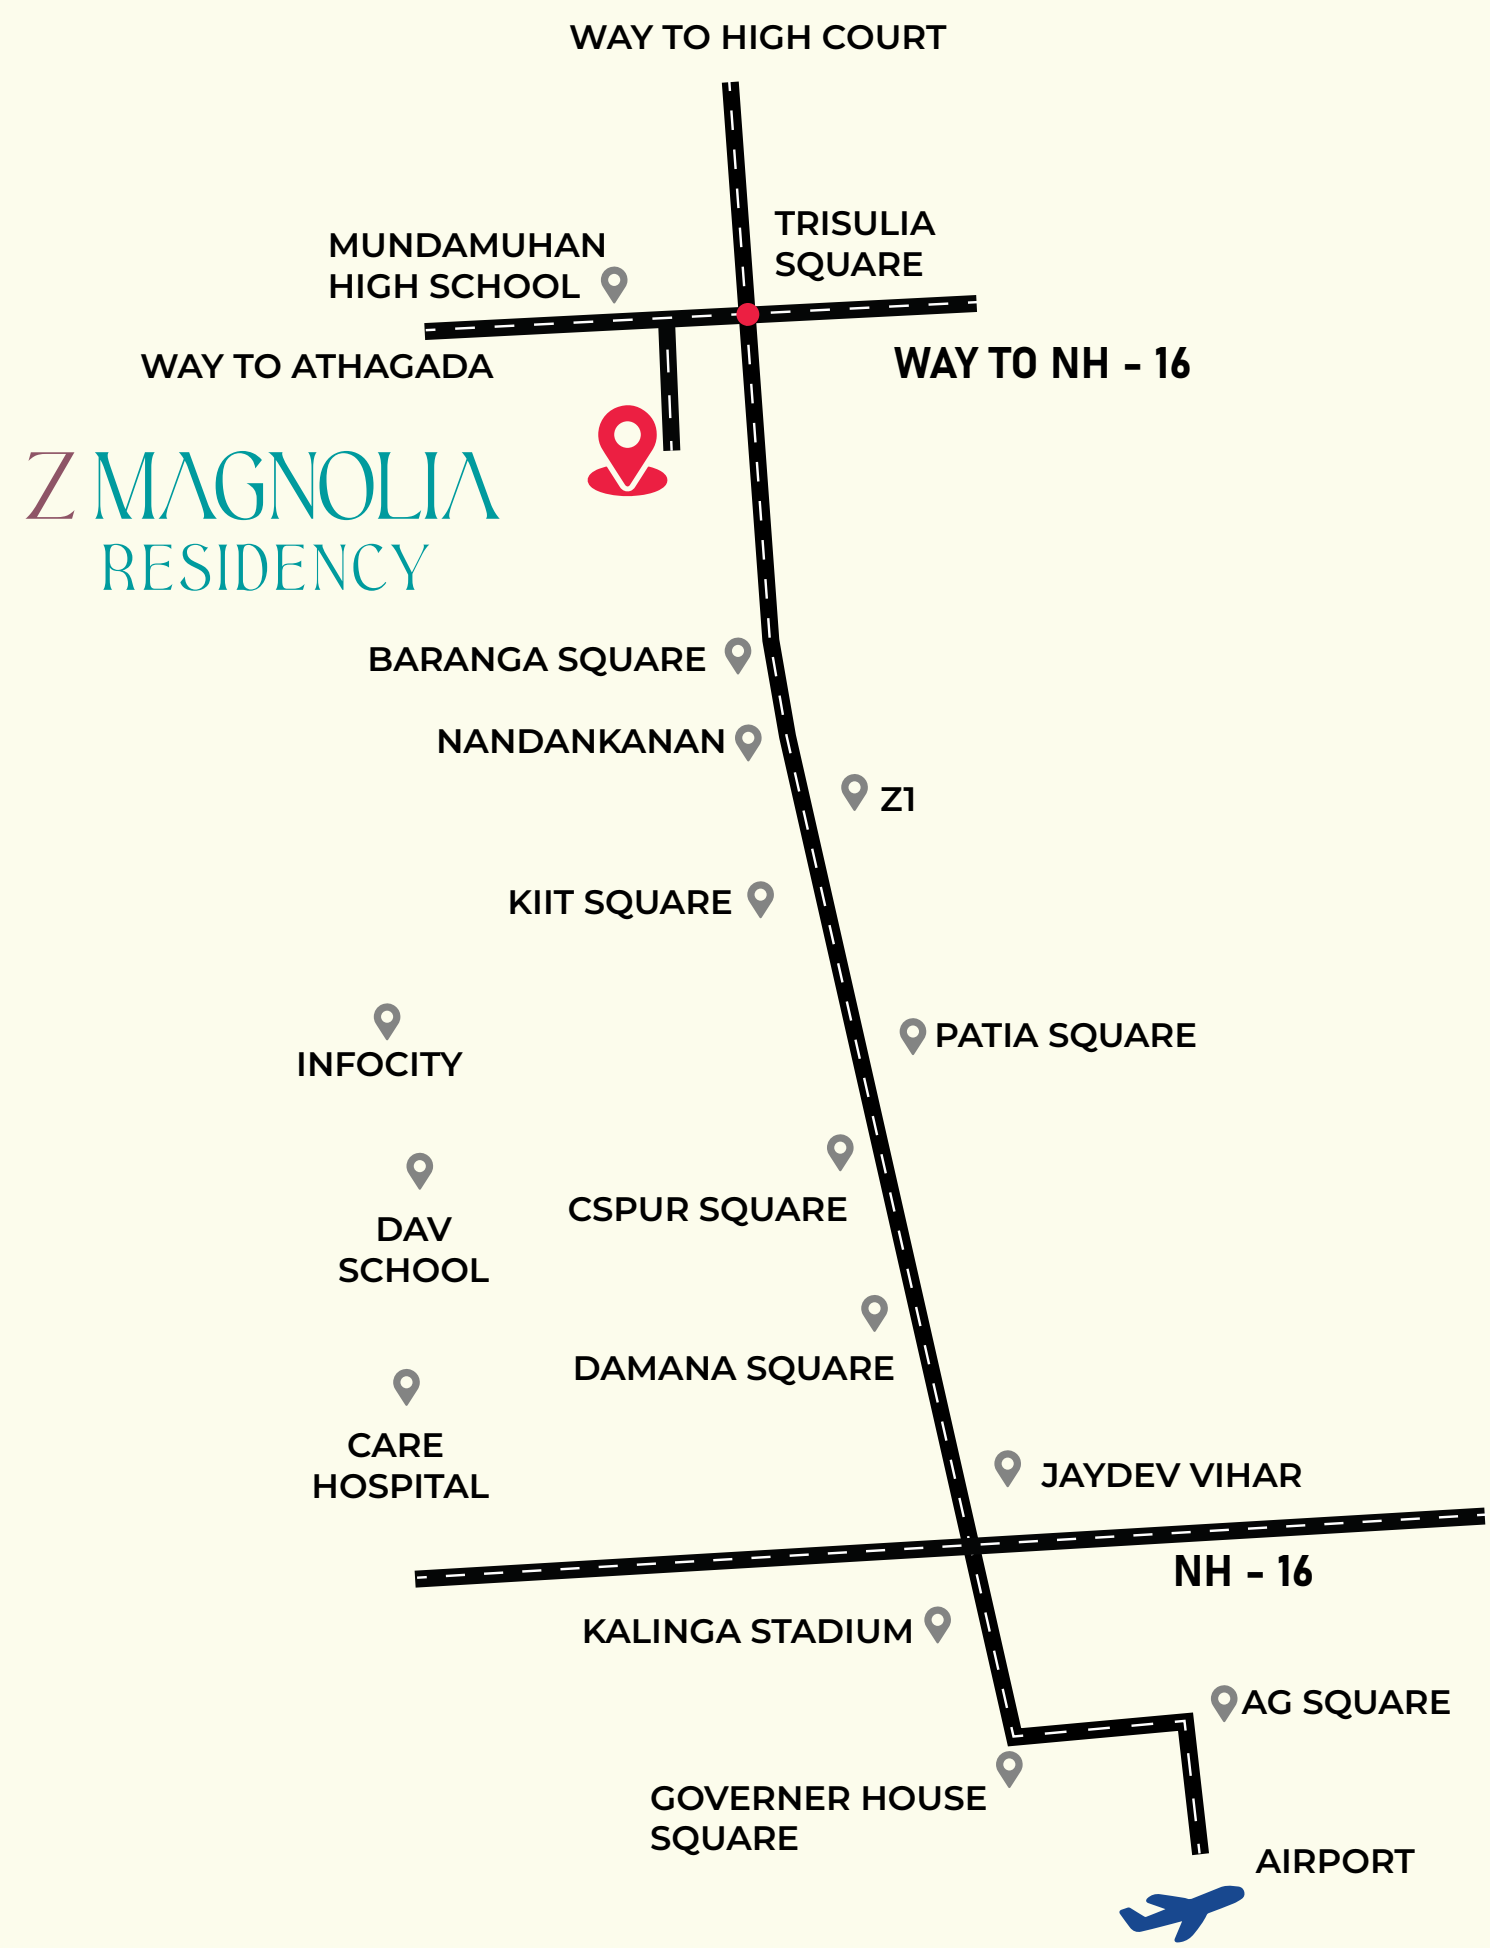 WAY TO HIGH COURT
TRISULIA
SQUARE
MUNDAMUHAN
HIGH SCHOOL
WAY TO ATHAGADA
WAY TO NH - 16
Z MAGNOLIA
RESIDENCY
BARANGA SQUARE
NANDANKANAN
Z1
KIIT SQUARE
INFOCITY
PATIA SQUARE
DAV
SCHOOL
CSPUR SQUARE
DAMANA SQUARE
CARE
HOSPITAL
JAYDEV VIHAR
NH - 16
KALINGA STADIUM
AG SQUARE
GOVERNER HOUSE
SQUARE
AIRPORT